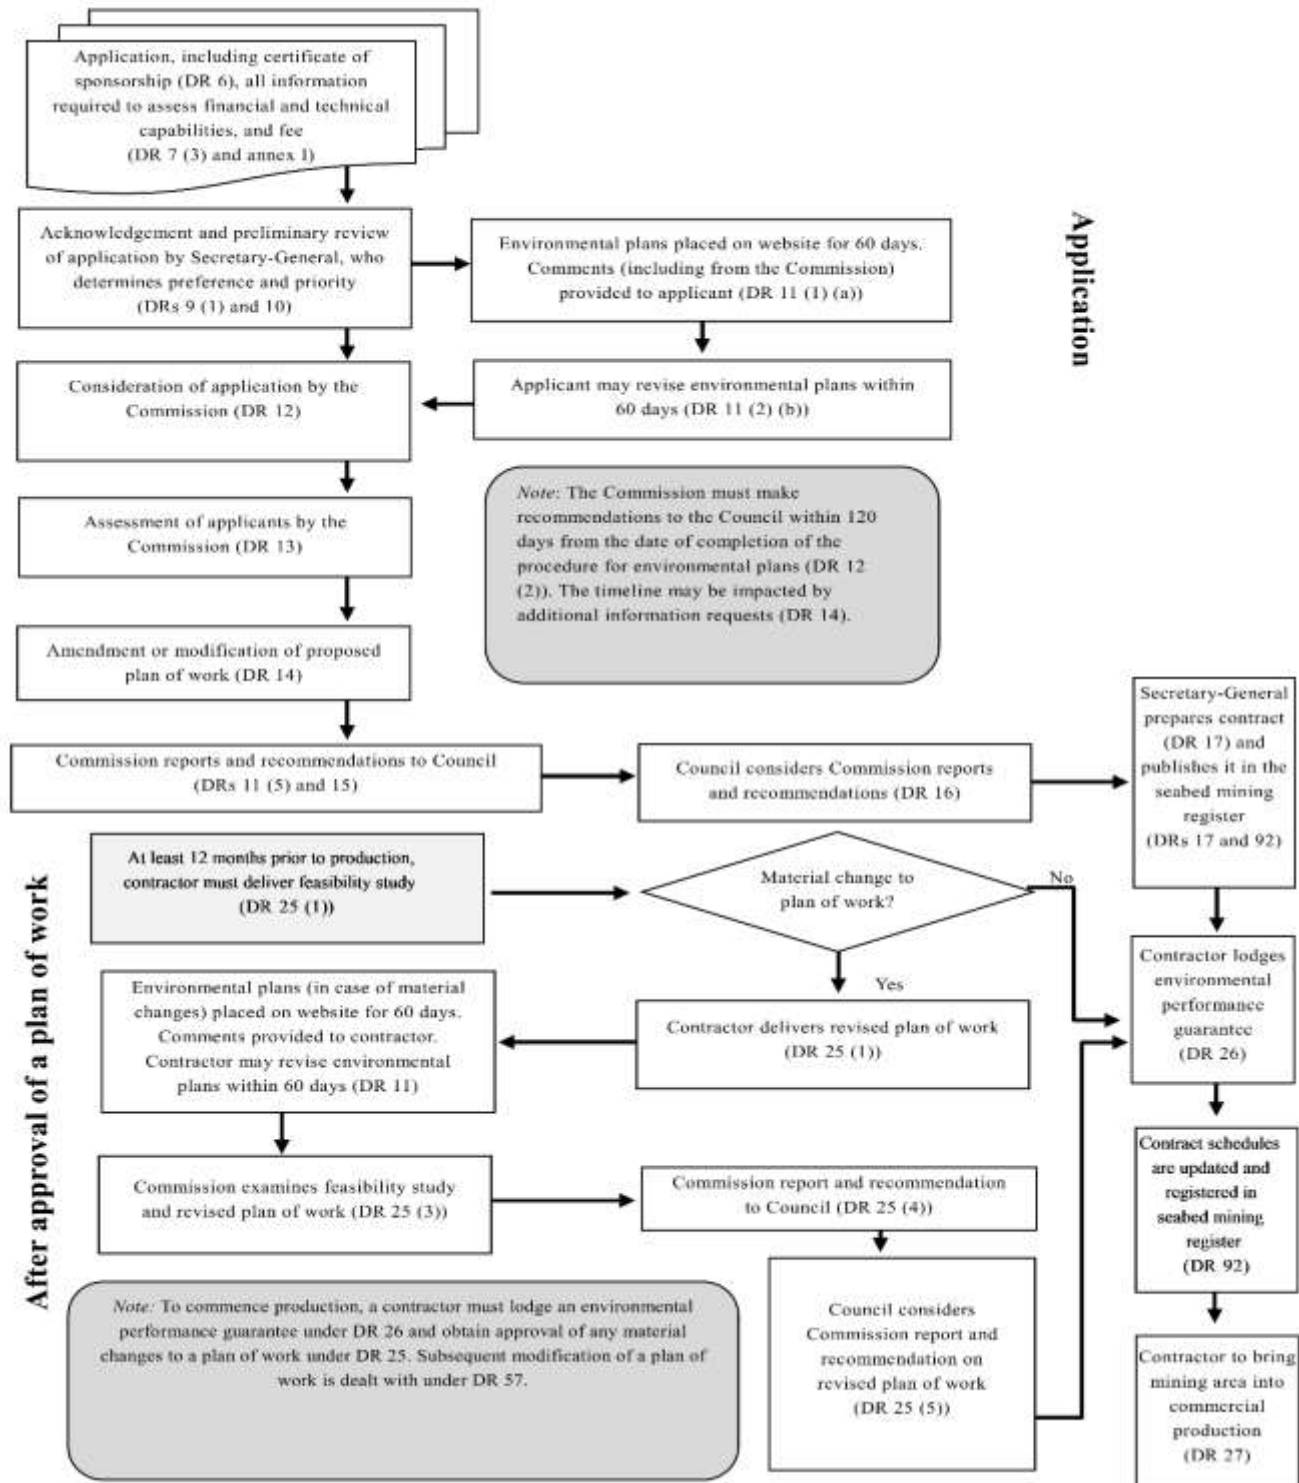 Application, including certificate of
sponsorship (DR 6), all information
required to assess financial and technical
capabilities, and fee
(DR 7 (3) and annex I)
Acknowledgement and preliminary review
of application by Secretary-General, who
determines preference and priority
(DRs 9 (1) and 10)
Environmental plans placed on website for 60 days.
Comments (including from the Commission)
provided to applicant (DR 11 (1) (a))
Application
Consideration of application by the
Commission (DR 12)
Applicant may revise environmental plans within
60 days (DR 11 (2) (b))
Assessment of applicants by the
Commission (DR 13)
Note: The Commission must make
recommendations to the Council within 120
days from the date of completion of the
procedure for environmental plans (DR 12
(2)). The timeline may be impacted by
additional information requests (DR 14).
Amendment or modification of proposed
plan of work (DR 14)
Commission reports and recommendations to Council
(DRs 11 (5) and 15)
Council considers Commission reports
and recommendations (DR 16)
Secretary-General
prepares contract
(DR 17) and
publishes it in the
seabed mining
register
(DRs 17 and 92)
After approval of a plan of work
At least 12 months prior to production,
contractor must deliver feasibility study
(DR 25 (1))
Material change to
plan of work?
No
Yes
Contractor lodges
environmental
performance
guarantee
(DR 26)
Environmental plans (in case of material
changes) placed on website for 60 days.
Comments provided to contractor.
Contractor may revise environmental
plans within 60 days (DR 11)
Contractor delivers revised plan of work
(DR 25 (1))
Contract schedules
are updated and
registered in
seabed mining
register
(DR 92)
Commission examines feasibility study
and revised plan of work (DR 25 (3))
Commission report and recommendation
to Council (DR 25 (4))
Council considers
Commission report and
recommendation on
revised plan of work
(DR 25 (5))
Note: To commence production, a contractor must lodge an environmental
performance guarantee under DR 26 and obtain approval of any material
changes to a plan of work under DR 25. Subsequent modification of a plan of
work is dealt with under DR 57.
Contractor to bring
mining area into
commercial
production
(DR 27)